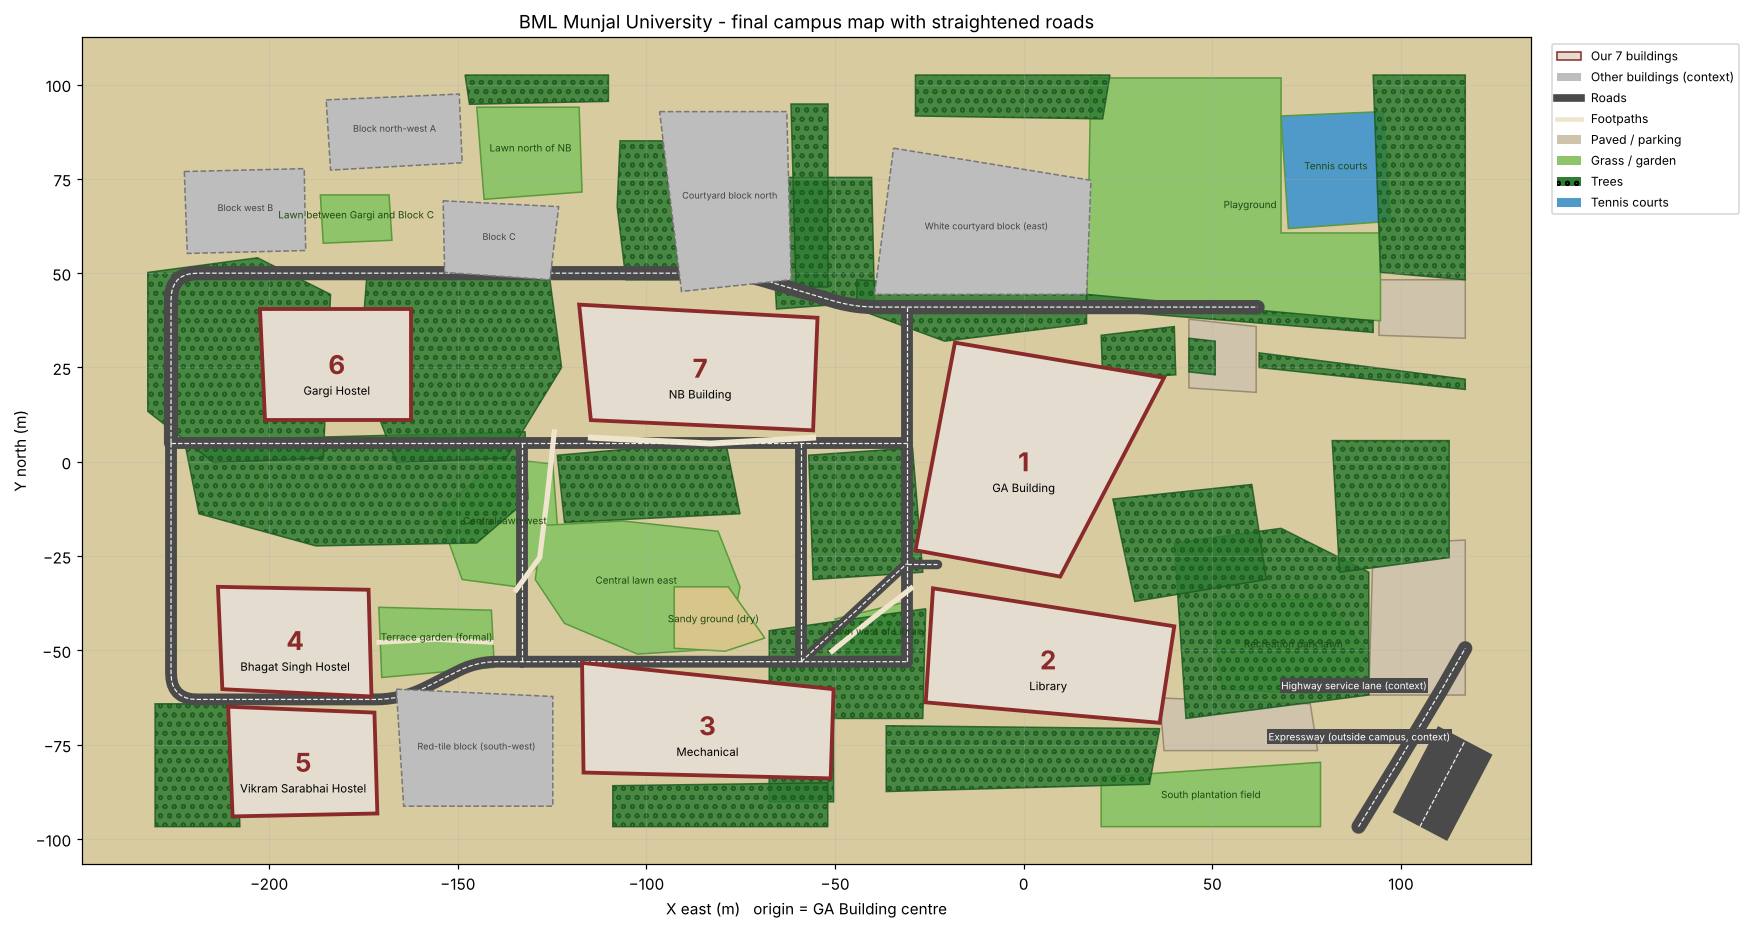 BML Munjal University - final campus map with straightened roads
Our 7 buildings
Other buildings (context)
Roads
Footpaths
Paved / parking
Grass / garden
Trees
Tennis courts
Block north-west A
Lawn north of NB
Tennis courts
Courtyard block north
Block west B
Lawn between Gargi and Block C
Playground
White courtyard block (east)
Block C
6
Gargi Hostel
7
NB Building
1
GA Building
Central lawn west
Central lawn east
Sandy ground (dry)
Terrace garden (formal)
4
Bhagat Singh Hostel
2
Library
Recreation park lawn
Highway service lane (context)
3
Mechanical
Red-tile block (south-west)
Expressway (outside campus, context)
5
Vikram Sarabhai Hostel
South plantation field
Y north (m)
100
75
50
25
0
−25
−50
−75
−100
−200
−150
−100
−50
0
50
100
X east (m)   origin = GA Building centre